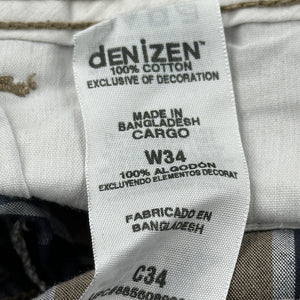 DENiZEN™
100% COTTON
EXCLUSIVE OF DECORATION
MADE IN
BANGLADESH
CARGO
W34
100% ALGODÓN
EXCLUYENDO ELEMENTOS DECORAT
FABRICADO EN
BANGLADESH
C34